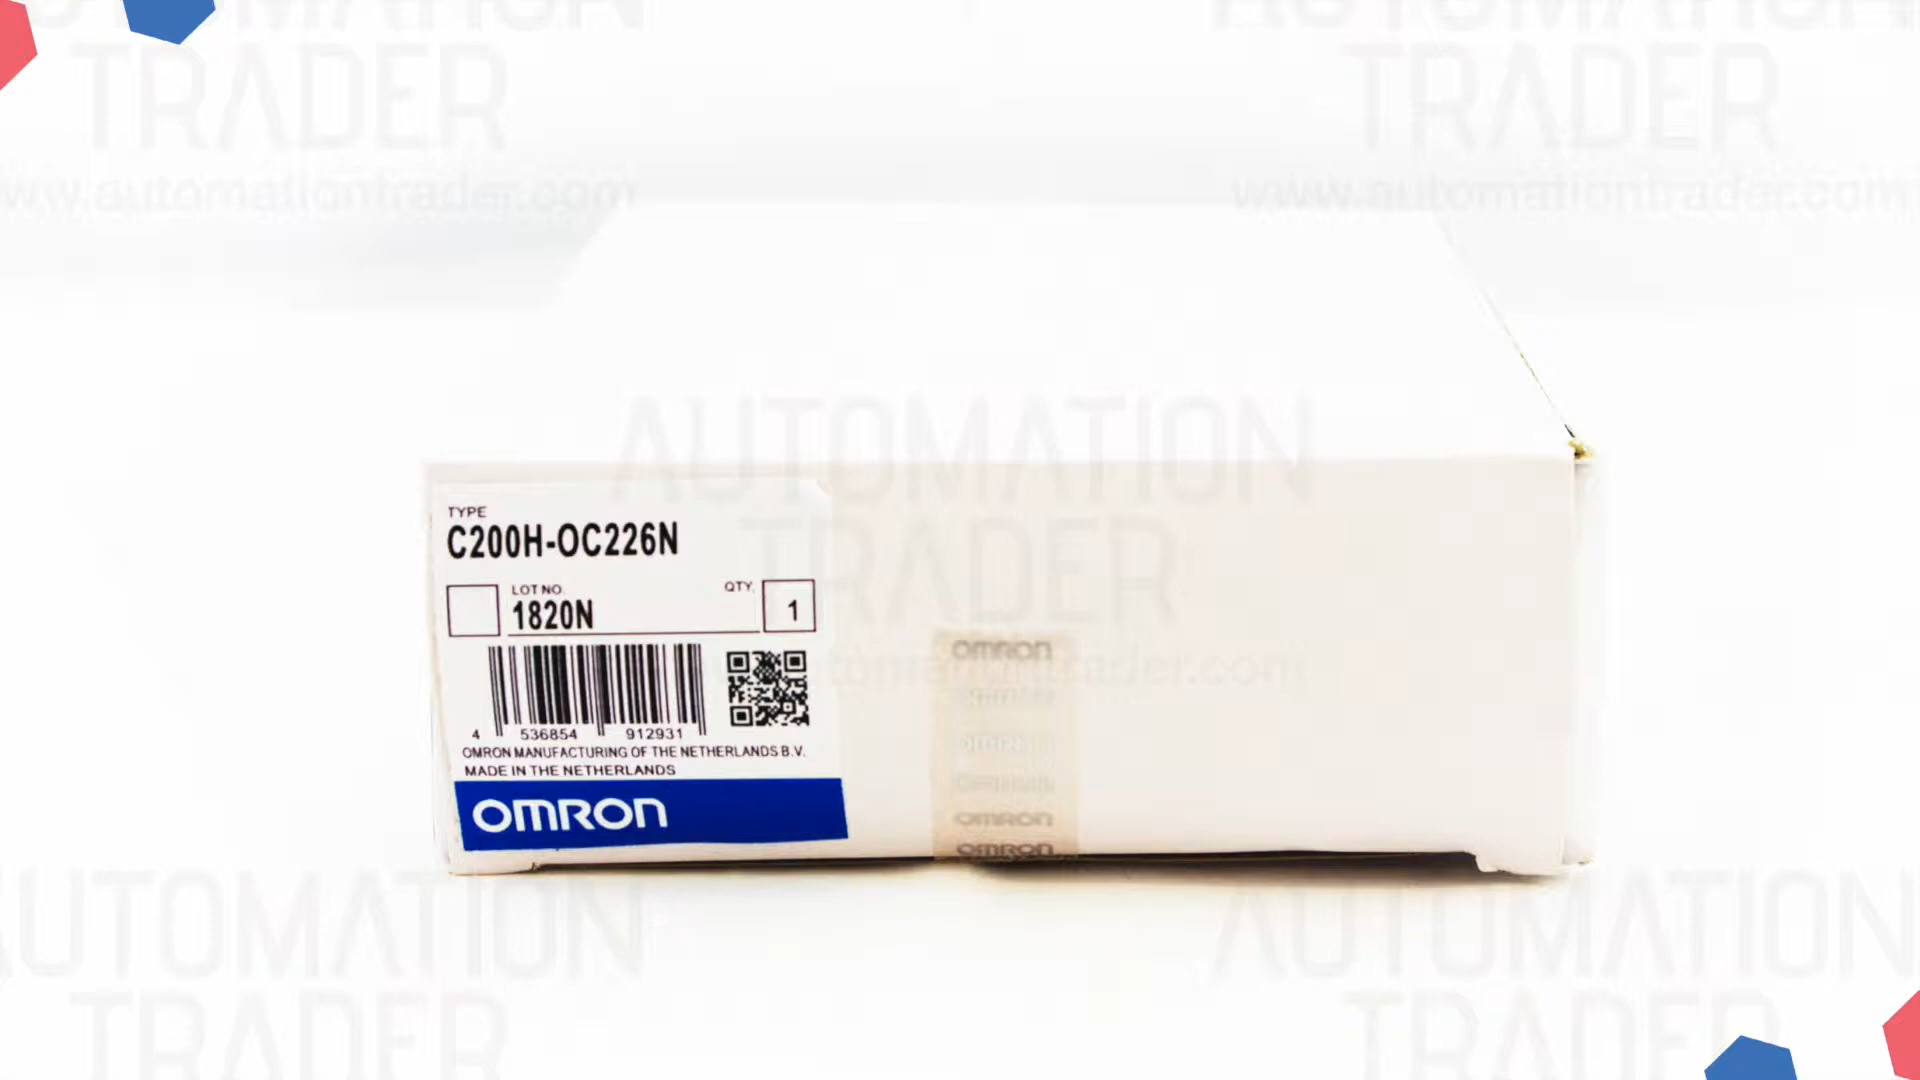 AUTOMATION
TRADER
www.automationtrader.com
AUTOMATION
TRADER
www.automationtrader.com
AUTOMATION
TRADER
TYPE
C200H-OC226N
LOT NO.
1820N
QTY.
1
4 536854 912931
OMRON MANUFACTURING OF THE NETHERLANDS B.V.
MADE IN THE NETHERLANDS
OMRON
OMRON
OMRON
OMRON
AUTOMATION
TRADER
AUTOMATION
TRADER